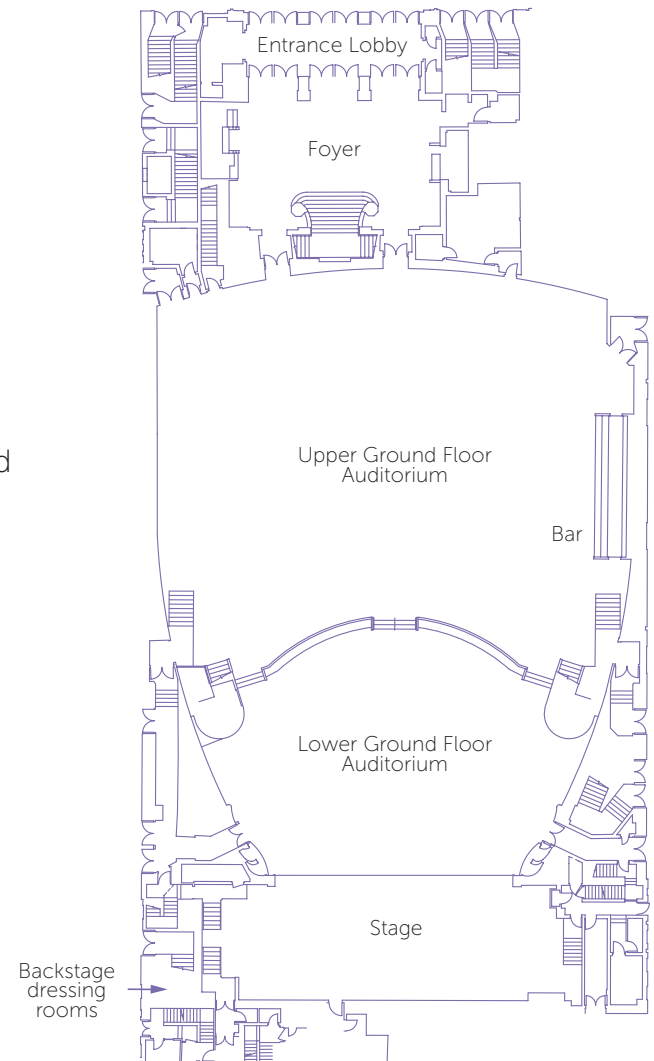 Entrance Lobby
Foyer
d
Upper Ground Floor
Auditorium
Bar
Lower Ground Floor
Auditorium
Stage
Backstage
dressing
rooms